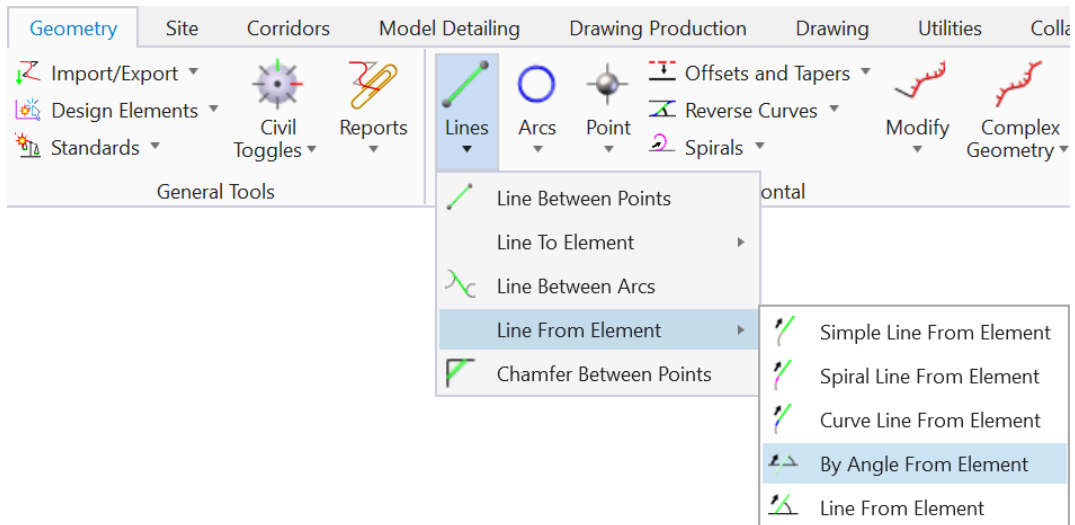 Geometry Site Corridors Model Detailing Drawing Production Drawing Utilities Colla
Import/Export
Design Elements
Standards
Civil
Toggles
Reports
General Tools
Lines
Arcs
Point
Offsets and Tapers
Reverse Curves
Spirals
Modify
Complex
Geometry
ontal
Line Between Points
Line To Element
Line Between Arcs
Line From Element
Chamfer Between Points
Simple Line From Element
Spiral Line From Element
Curve Line From Element
By Angle From Element
Line From Element